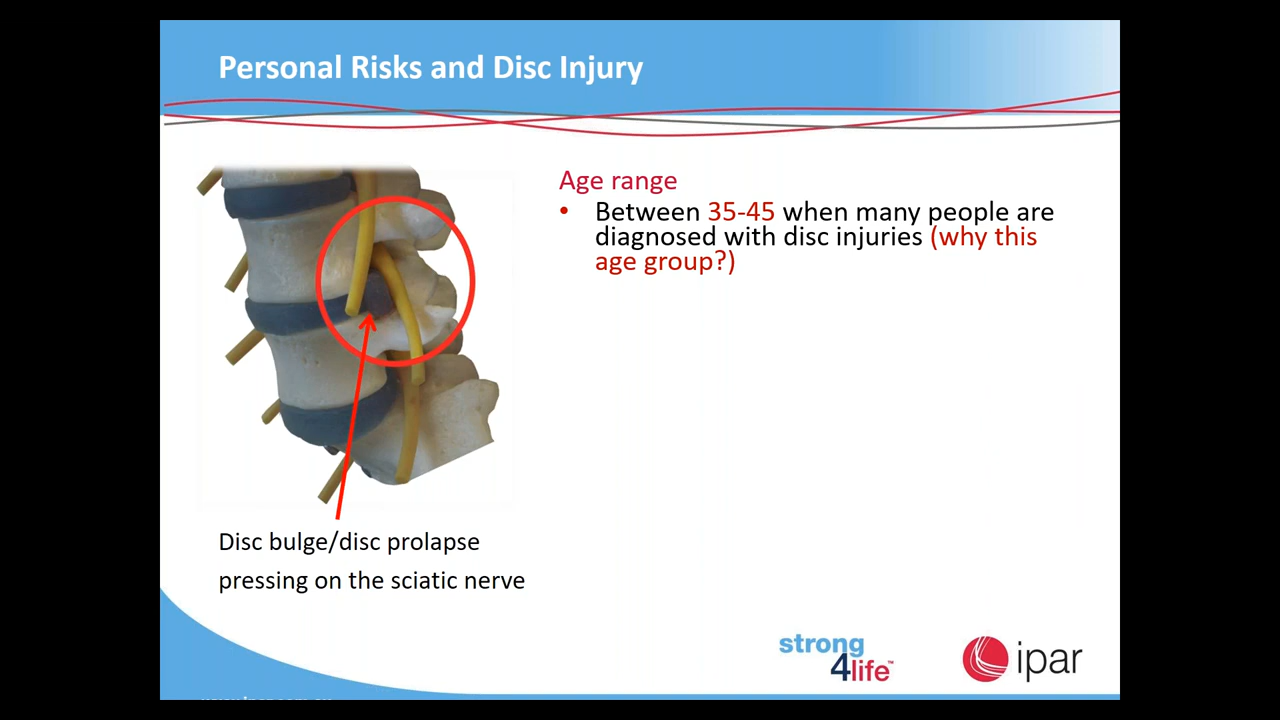 Personal Risks and Disc Injury
Age range
• Between 35-45 when many people are
diagnosed with disc injuries (why this
age group?)
Disc bulge/disc prolapse
pressing on the sciatic nerve
strong
4life™
ipar